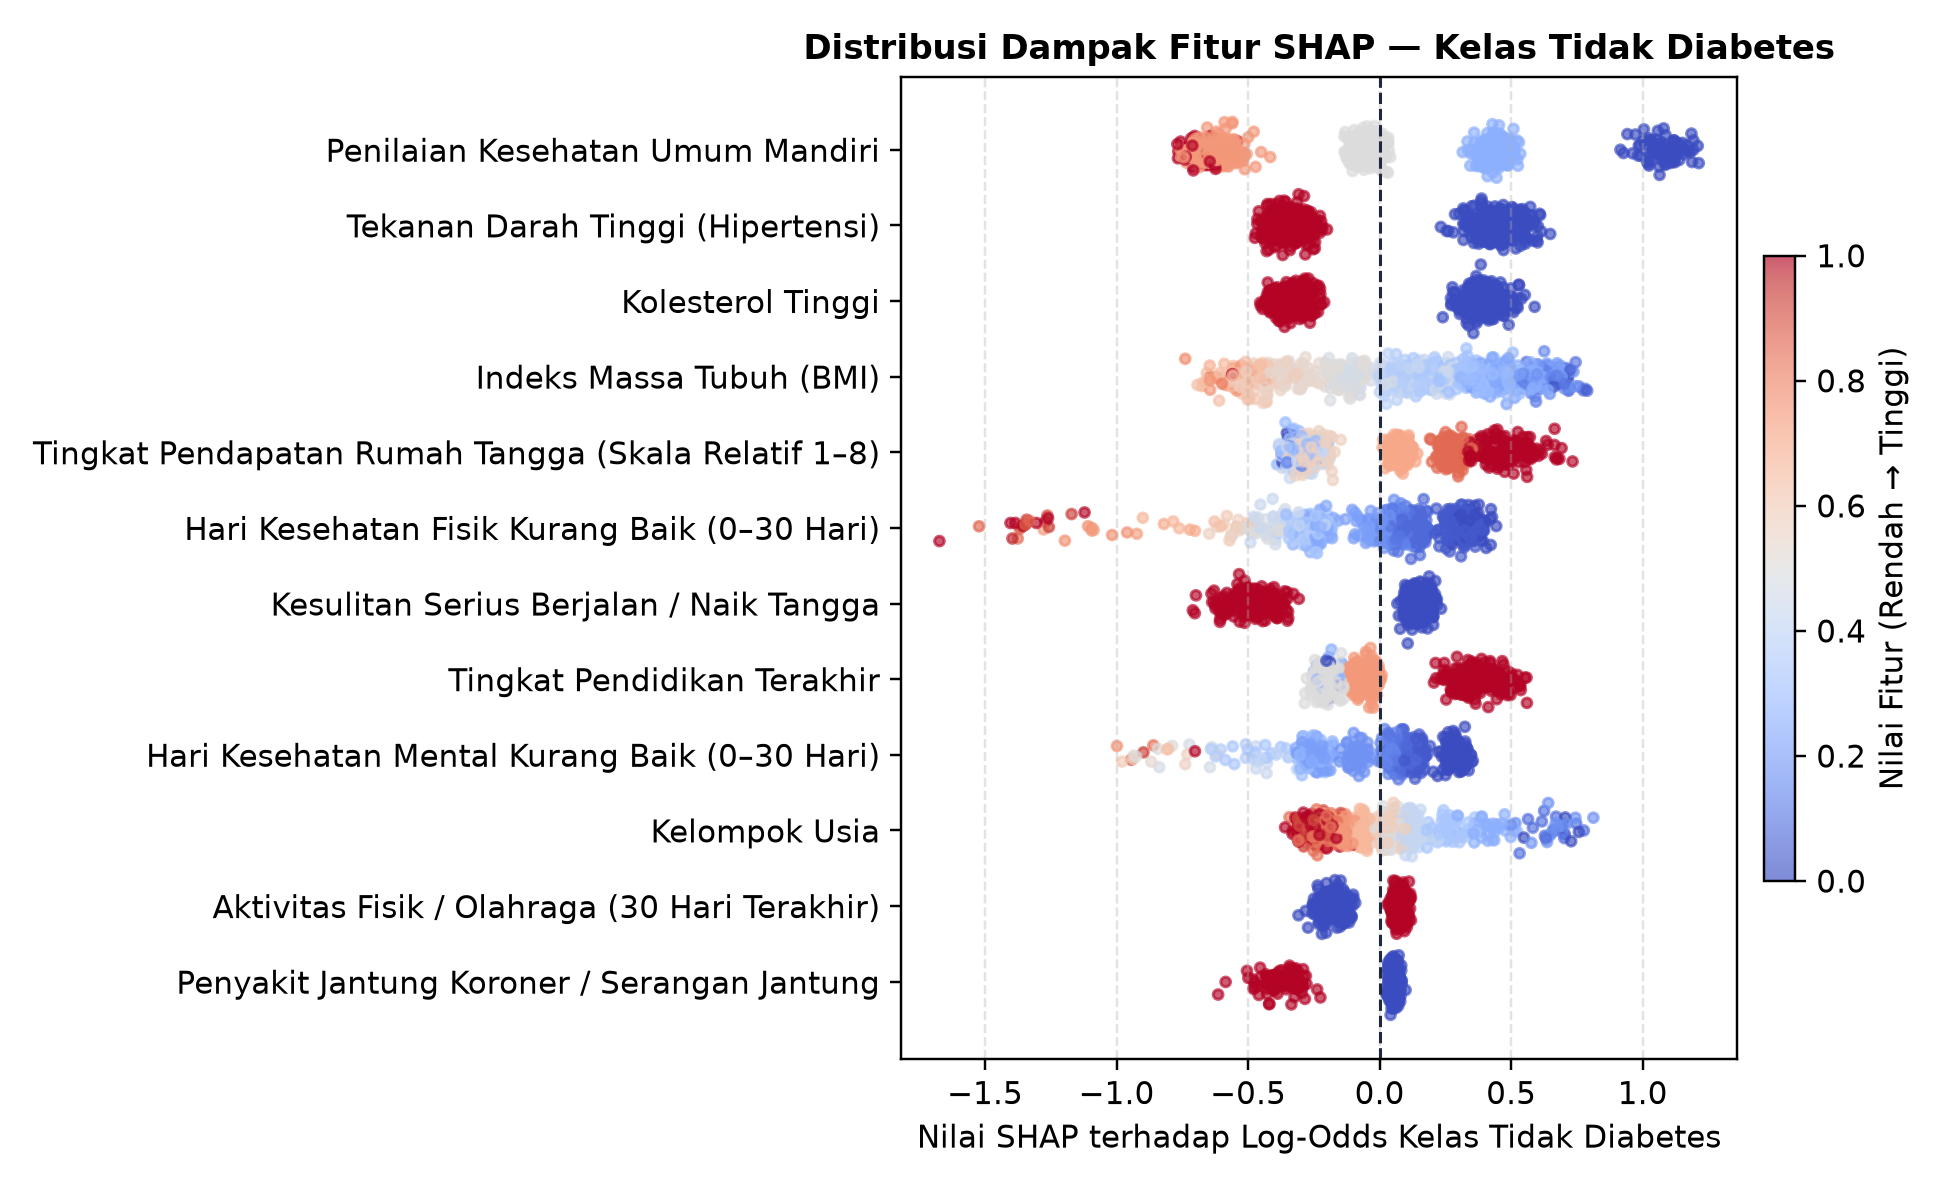 Distribusi Dampak Fitur SHAP — Kelas Tidak Diabetes
Penilaian Kesehatan Umum Mandiri
Tekanan Darah Tinggi (Hipertensi)
Kolesterol Tinggi
Indeks Massa Tubuh (BMI)
Tingkat Pendapatan Rumah Tangga (Skala Relatif 1–8)
Hari Kesehatan Fisik Kurang Baik (0–30 Hari)
Kesulitan Serius Berjalan / Naik Tangga
Tingkat Pendidikan Terakhir
Hari Kesehatan Mental Kurang Baik (0–30 Hari)
Kelompok Usia
Aktivitas Fisik / Olahraga (30 Hari Terakhir)
Penyakit Jantung Koroner / Serangan Jantung
−1.5 −1.0 −0.5 0.0 0.5 1.0
Nilai SHAP terhadap Log-Odds Kelas Tidak Diabetes
1.0
0.8
0.6
0.4
0.2
0.0
Nilai Fitur (Rendah → Tinggi)